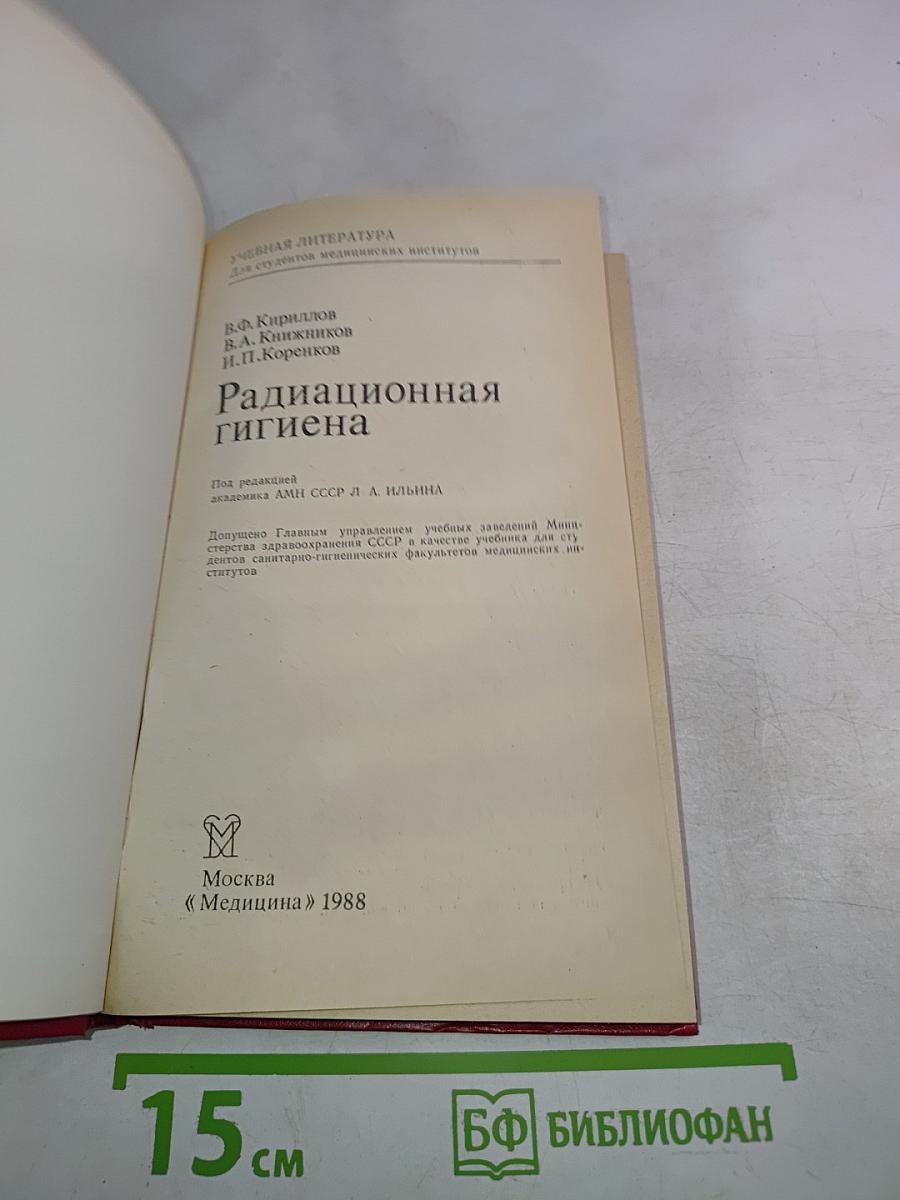 УЧЕБНАЯ ЛИТЕРАТУРА
Для студентов медицинских институтов
В.Ф.Кириллов
В.А.Книжников
И.П.Коренков
Радиационная
гигиена
Под редакцией
академика АМН СССР Л А. ИЛЬИНА
Допущено Главным управлением учебных заведений Мини-
стерства здравоохранения СССР в качестве учебника для сту
дентов санитарно-гигиенических факультетов медицинских ин-
ститутов
М
Москва
«Медицина» 1988
15 см
БФ БИБЛИОФАН